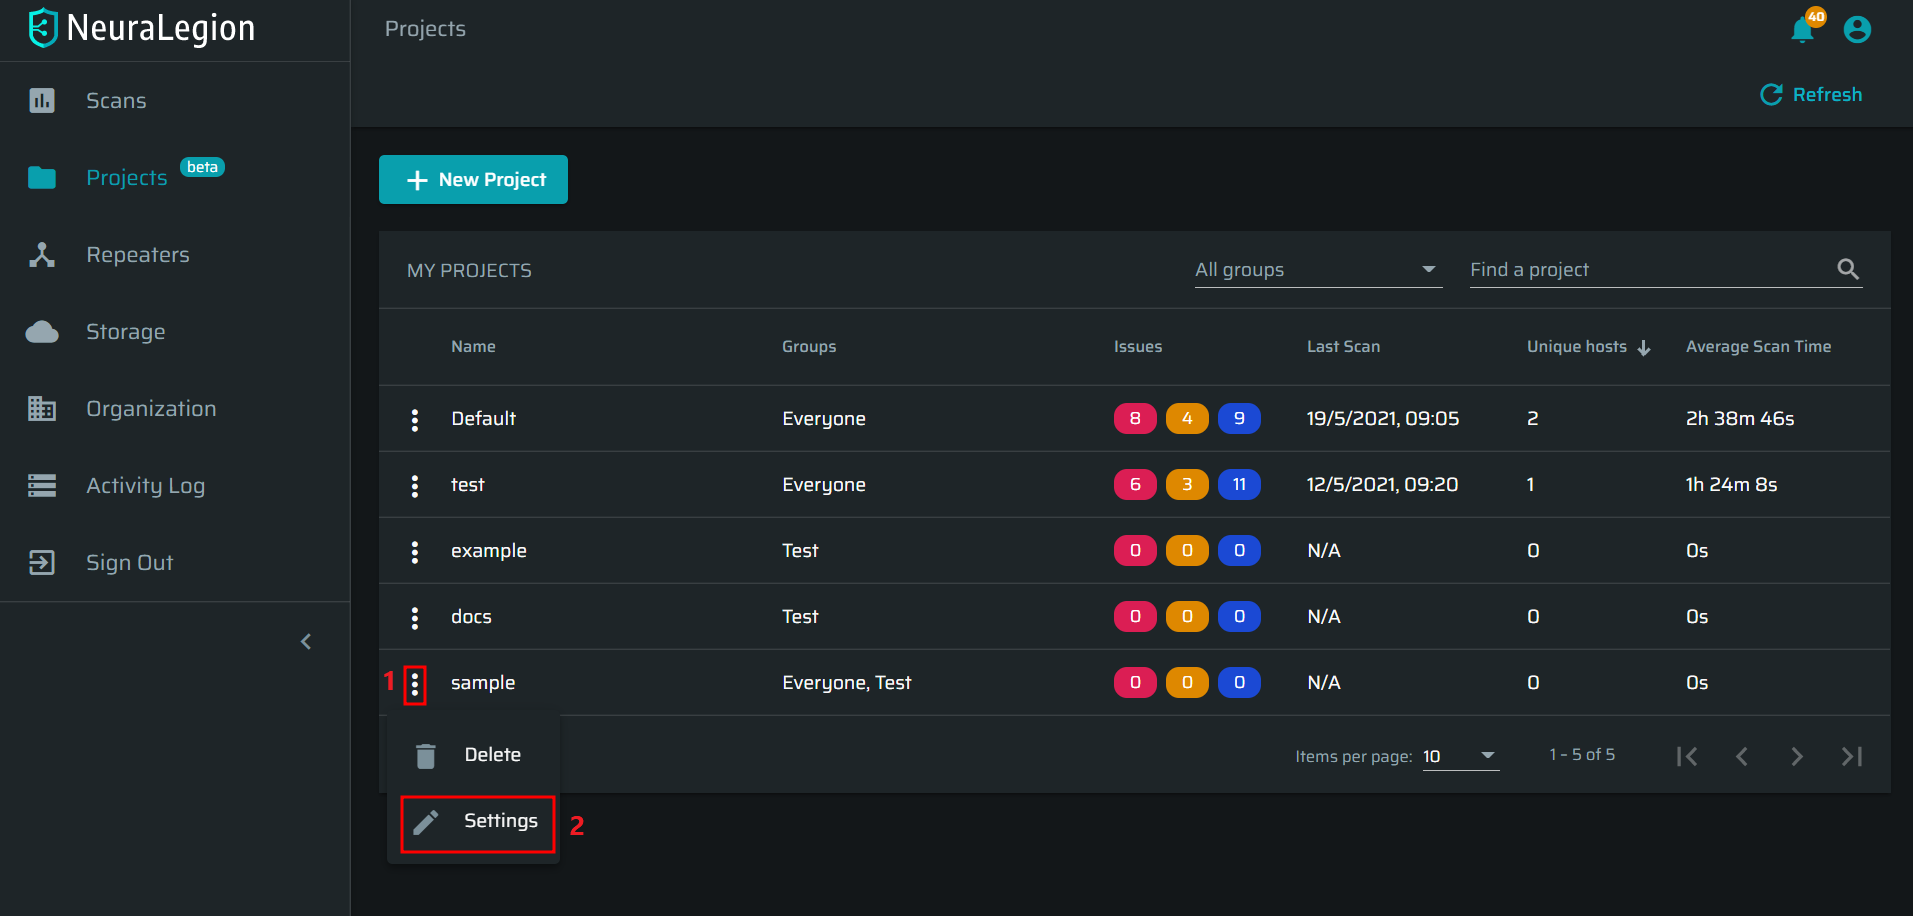 NeuraLegion
Projects
40
Refresh
Scans
Projects beta
Repeaters
Storage
Organization
Activity Log
Sign Out
New Project
MY PROJECTS All groups Find a project
Name Groups Issues Last Scan Unique hosts Average Scan Time
Default Everyone 8 4 9 19/5/2021, 09:05 2 2h 38m 46s
test Everyone 6 3 11 12/5/2021, 09:20 1 1h 24m 8s
example Test 0 0 0 N/A 0 0s
docs Test 0 0 0 N/A 0 0s
1 sample Everyone, Test 0 0 0 N/A 0 0s
Delete
Settings 2
Items per page: 10 1 - 5 of 5